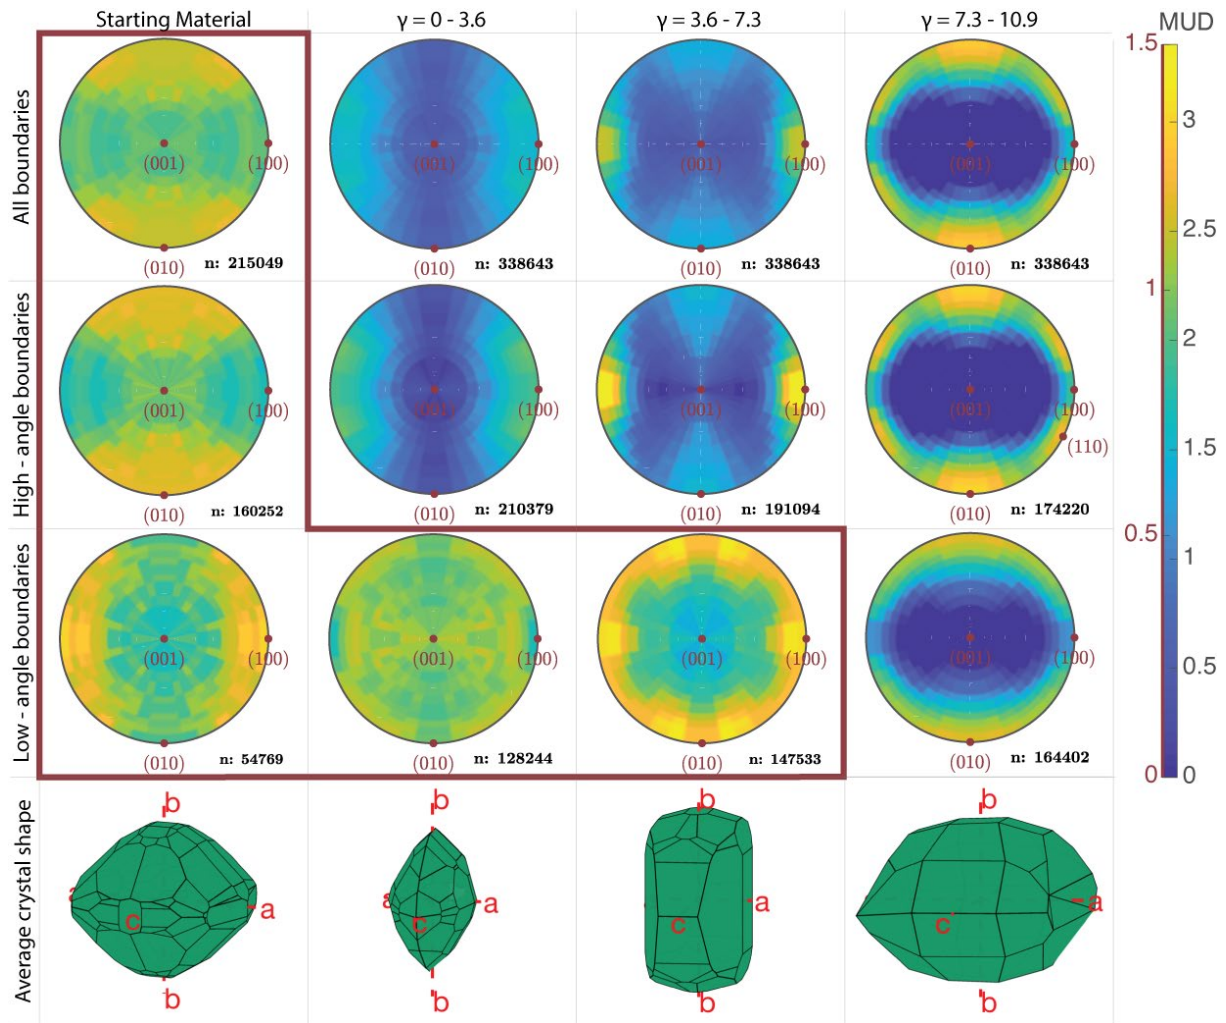 Starting Material
γ = 0 - 3.6
γ = 3.6 - 7.3
γ = 7.3 - 10.9
MUD
1.5
1
0.5
0
3
2.5
2
1.5
1
0.5
0
All boundaries
(001)
(100)
(010)
n: 215049
(001)
(100)
(010)
n: 338643
(001)
(100)
(010)
n: 338643
(001)
(100)
(010)
n: 338643
High - angle boundaries
(001)
(100)
(010)
n: 160252
(001)
(100)
(010)
n: 210379
(001)
(100)
(010)
n: 191094
(001)
(100)
(110)
(010)
n: 174220
Low - angle boundaries
(001)
(100)
(010)
n: 54769
(001)
(100)
(010)
n: 128244
(001)
(100)
(010)
n: 147533
(001)
(100)
(010)
n: 164402
Average crystal shape
b
a
c
a
b
b
a
c
a
b
b
c
a
b
b
c
a
b